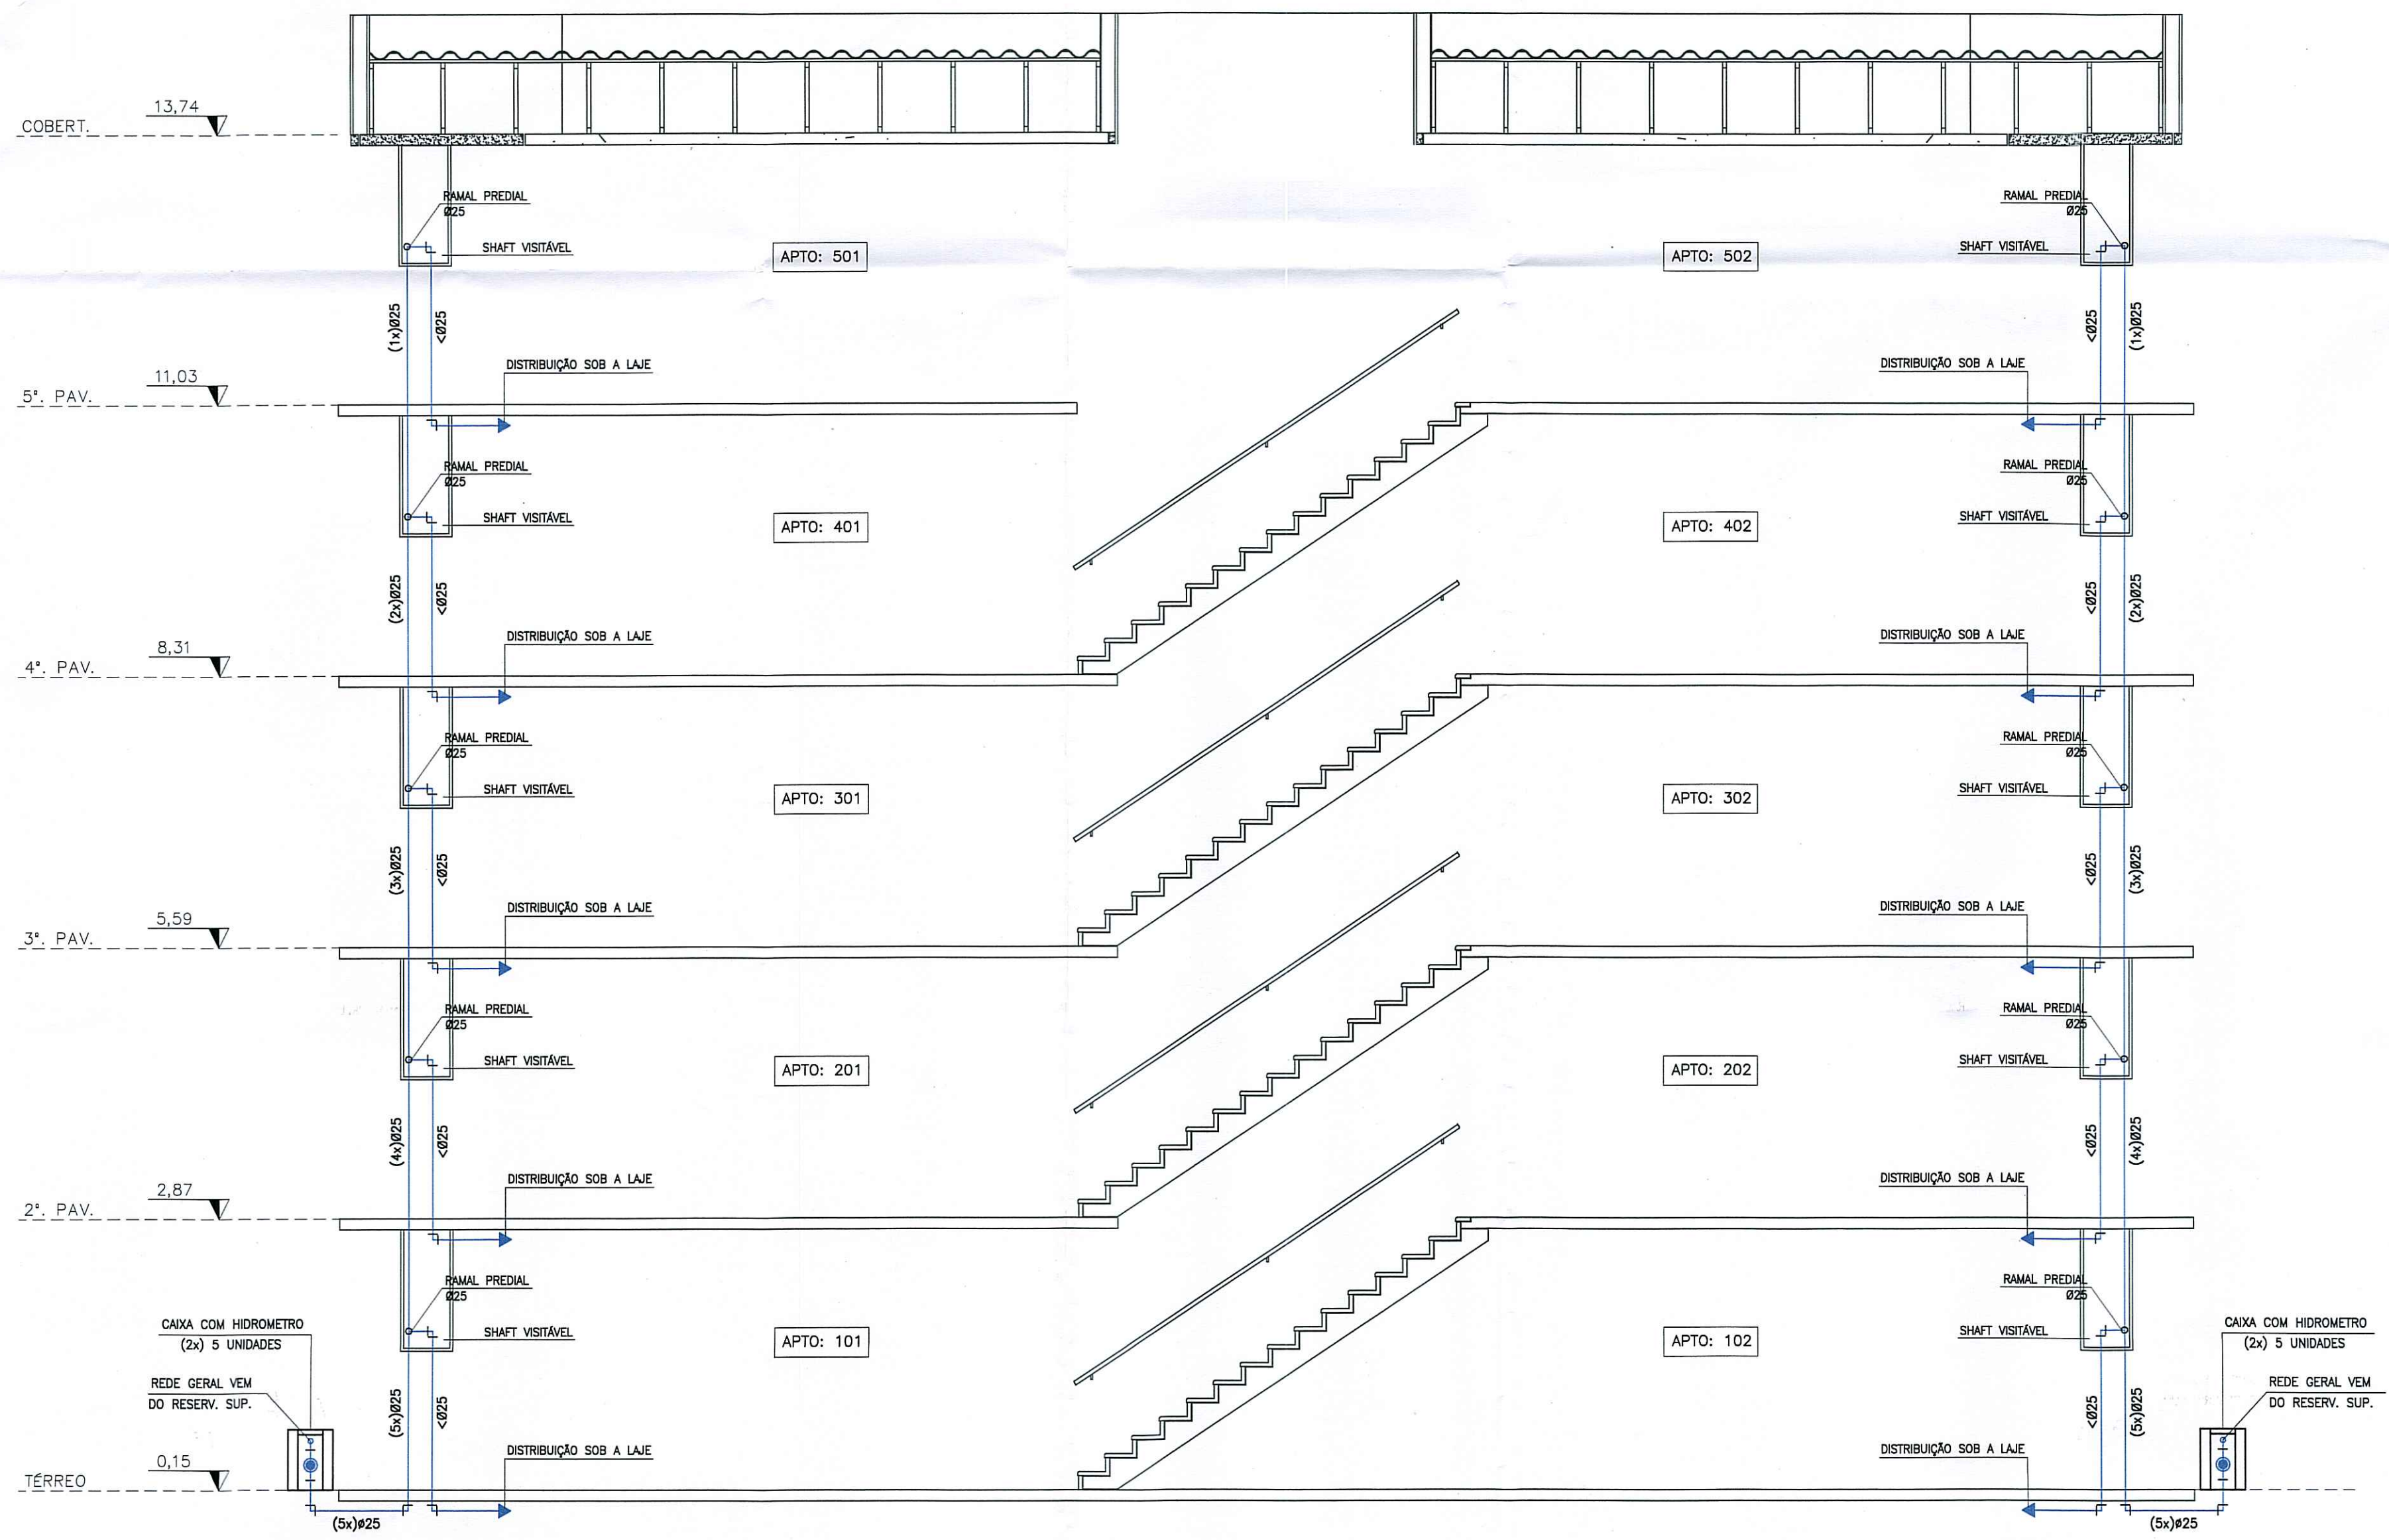 13,74
COBERT.
RAMAL PREDIAL
Ø25
SHAFT VISITÁVEL
APTO: 501
APTO: 502
RAMAL PREDIAL
Ø25
SHAFT VISITÁVEL
(1x)Ø25
<Ø25
<Ø25
(1x)Ø25
DISTRIBUIÇÃO SOB A LAJE
DISTRIBUIÇÃO SOB A LAJE
11,03
5ª. PAV.
RAMAL PREDIAL
Ø25
SHAFT VISITÁVEL
APTO: 401
APTO: 402
RAMAL PREDIAL
Ø25
SHAFT VISITÁVEL
(2x)Ø25
<Ø25
<Ø25
(2x)Ø25
DISTRIBUIÇÃO SOB A LAJE
DISTRIBUIÇÃO SOB A LAJE
8,31
4ª. PAV.
RAMAL PREDIAL
Ø25
SHAFT VISITÁVEL
APTO: 301
APTO: 302
RAMAL PREDIAL
Ø25
SHAFT VISITÁVEL
(3x)Ø25
<Ø25
<Ø25
(3x)Ø25
DISTRIBUIÇÃO SOB A LAJE
DISTRIBUIÇÃO SOB A LAJE
5,59
3ª. PAV.
RAMAL PREDIAL
Ø25
SHAFT VISITÁVEL
APTO: 201
APTO: 202
RAMAL PREDIAL
Ø25
SHAFT VISITÁVEL
(4x)Ø25
<Ø25
<Ø25
(4x)Ø25
DISTRIBUIÇÃO SOB A LAJE
DISTRIBUIÇÃO SOB A LAJE
2,87
2ª. PAV.
RAMAL PREDIAL
Ø25
SHAFT VISITÁVEL
APTO: 101
APTO: 102
RAMAL PREDIAL
Ø25
SHAFT VISITÁVEL
CAIXA COM HIDROMETRO
(2x) 5 UNIDADES
REDE GERAL VEM
DO RESERV. SUP.
(5x)Ø25
<Ø25
<Ø25
(5x)Ø25
CAIXA COM HIDROMETRO
(2x) 5 UNIDADES
REDE GERAL VEM
DO RESERV. SUP.
DISTRIBUIÇÃO SOB A LAJE
DISTRIBUIÇÃO SOB A LAJE
0,15
TÉRREO
(5x)ø25
(5x)ø25